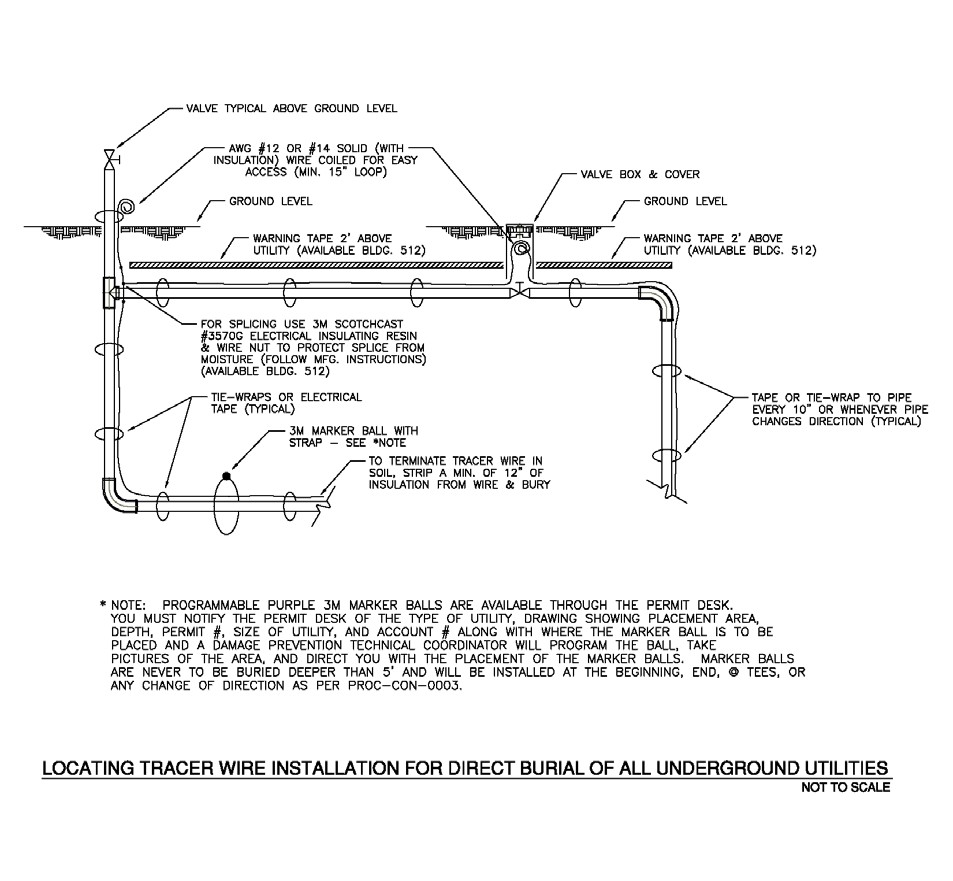 VALVE TYPICAL ABOVE GROUND LEVEL
AWG #12 OR #14 SOLID (WITH
INSULATION) WIRE COILED FOR EASY
ACCESS (MIN. 15" LOOP)
VALVE BOX & COVER
GROUND LEVEL
GROUND LEVEL
WARNING TAPE 2' ABOVE
UTILITY (AVAILABLE BLDG. 512)
WARNING TAPE 2' ABOVE
UTILITY (AVAILABLE BLDG. 512)
FOR SPLICING USE 3M SCOTCHCAST
#3570G ELECTRICAL INSULATING RESIN
& WIRE NUT TO PROTECT SPLICE FROM
MOISTURE (FOLLOW MFG. INSTRUCTIONS)
(AVAILABLE BLDG. 512)
TIE-WRAPS OR ELECTRICAL
TAPE (TYPICAL)
TAPE OR TIE-WRAP TO PIPE
EVERY 10" OR WHENEVER PIPE
CHANGES DIRECTION (TYPICAL)
3M MARKER BALL WITH
STRAP - SEE *NOTE
TO TERMINATE TRACER WIRE IN
SOIL, STRIP A MIN. OF 12" OF
INSULATION FROM WIRE & BURY
* NOTE: PROGRAMMABLE PURPLE 3M MARKER BALLS ARE AVAILABLE THROUGH THE PERMIT DESK.
YOU MUST NOTIFY THE PERMIT DESK OF THE TYPE OF UTILITY, DRAWING SHOWING PLACEMENT AREA,
DEPTH, PERMIT #, SIZE OF UTILITY, AND ACCOUNT # ALONG WITH WHERE THE MARKER BALL IS TO BE
PLACED AND A DAMAGE PREVENTION TECHNICAL COORDINATOR WILL PROGRAM THE BALL, TAKE
PICTURES OF THE AREA, AND DIRECT YOU WITH THE PLACEMENT OF THE MARKER BALLS. MARKER BALLS
ARE NEVER TO BE BURIED DEEPER THAN 5' AND WILL BE INSTALLED AT THE BEGINNING, END, @ TEES, OR
ANY CHANGE OF DIRECTION AS PER PROC-CON-0003.
LOCATING TRACER WIRE INSTALLATION FOR DIRECT BURIAL OF ALL UNDERGROUND UTILITIES
NOT TO SCALE